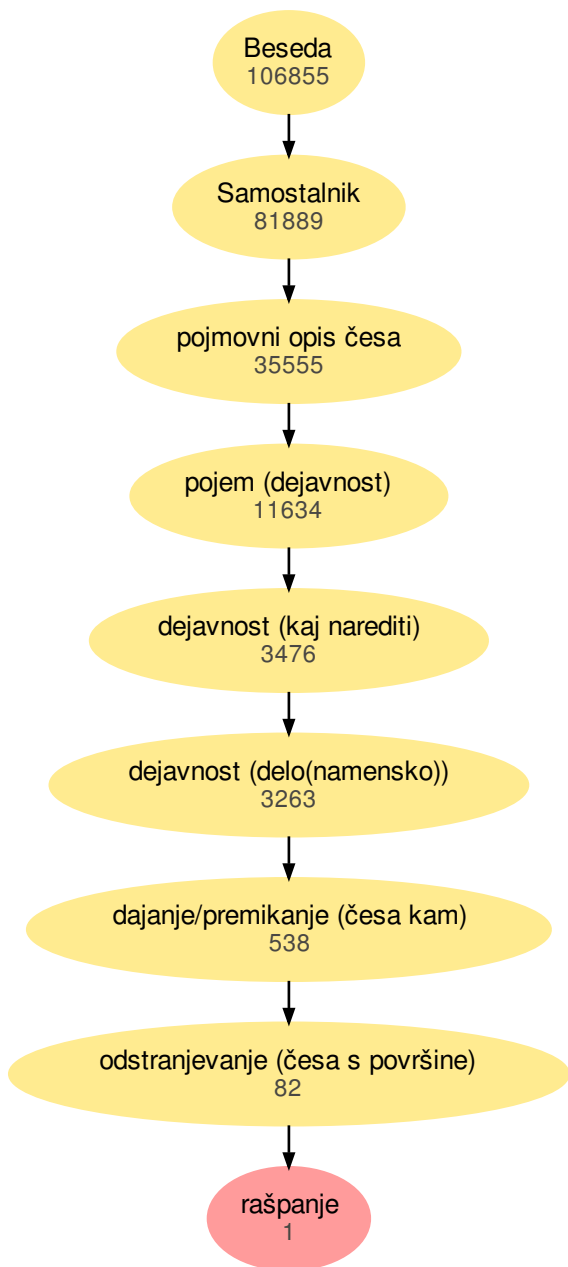 Beseda
106855
Samostalnik
81889
pojmovni opis česa
35555
pojem (dejavnost)
11634
dejavnost (kaj narediti)
3476
dejavnost (delo(namensko))
3263
dajanje/premikanje (česa kam)
538
odstranjevanje (česa s površine)
82
rašpanje
1